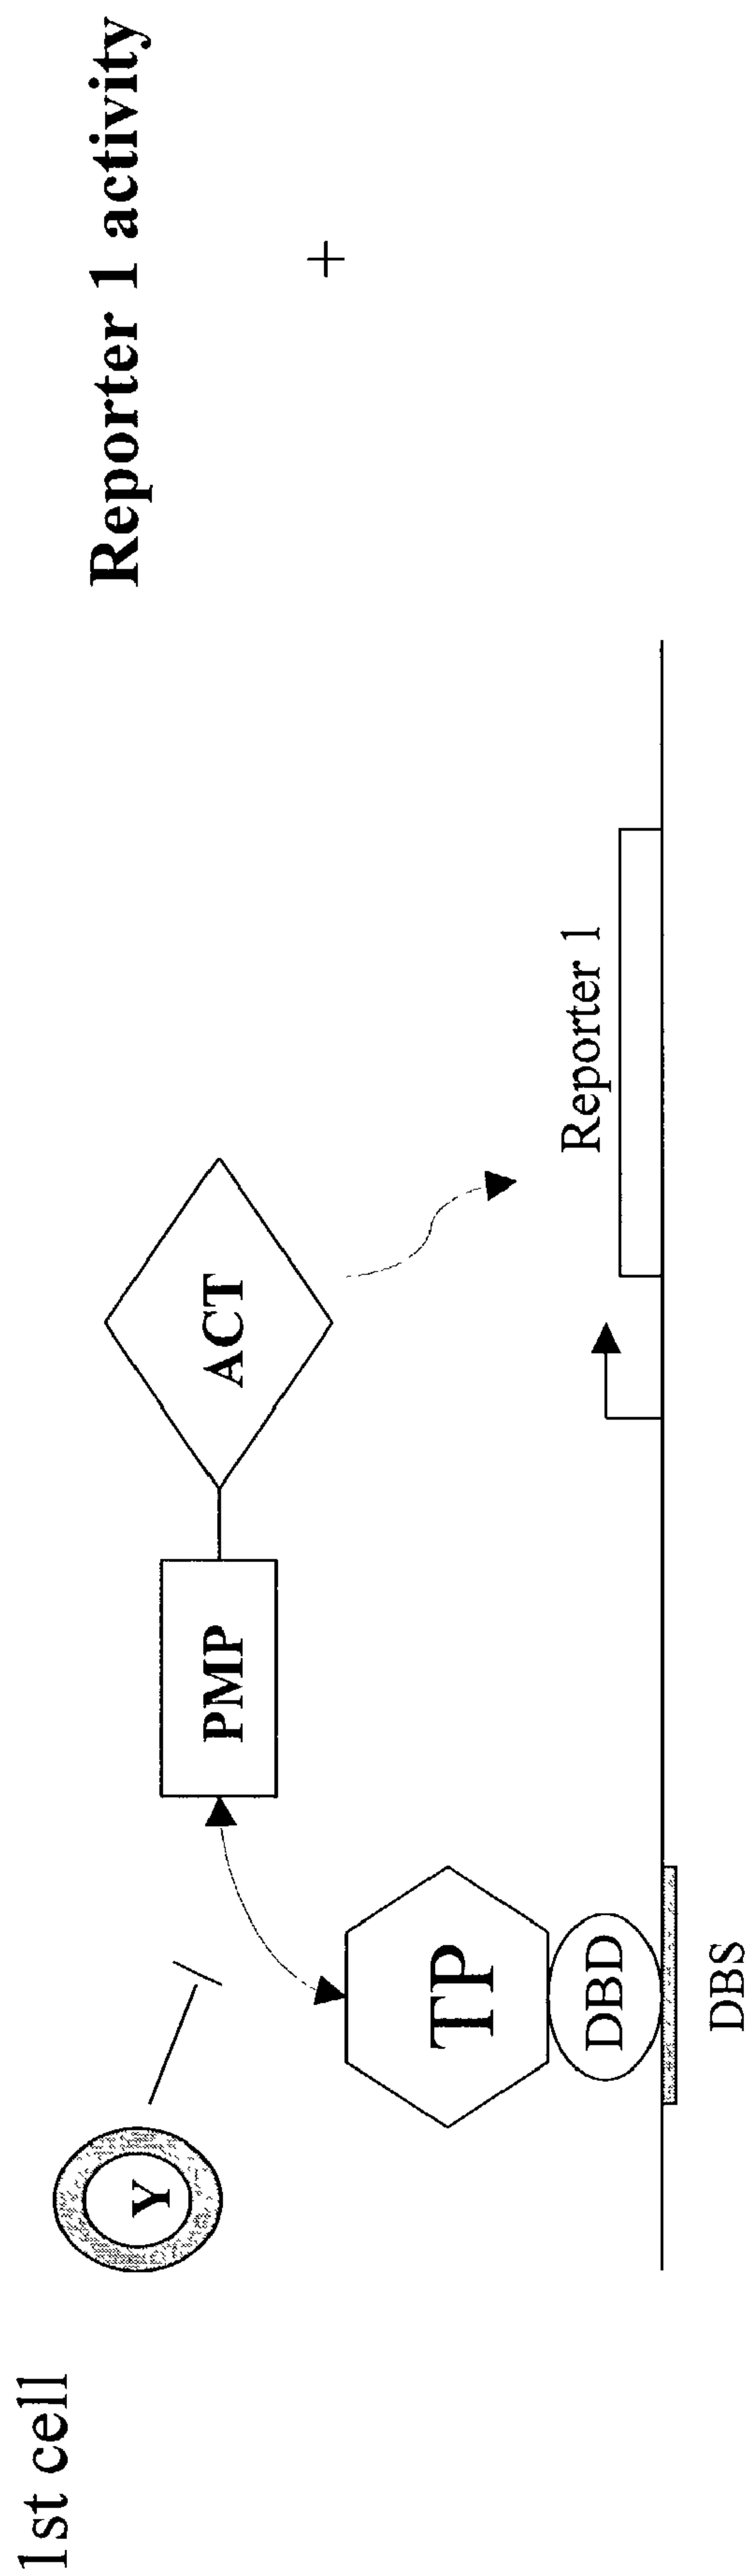 1st cell
Reporter 1 activity
Y
PMP
ACT
+
TP
Reporter 1
DBD
DBS